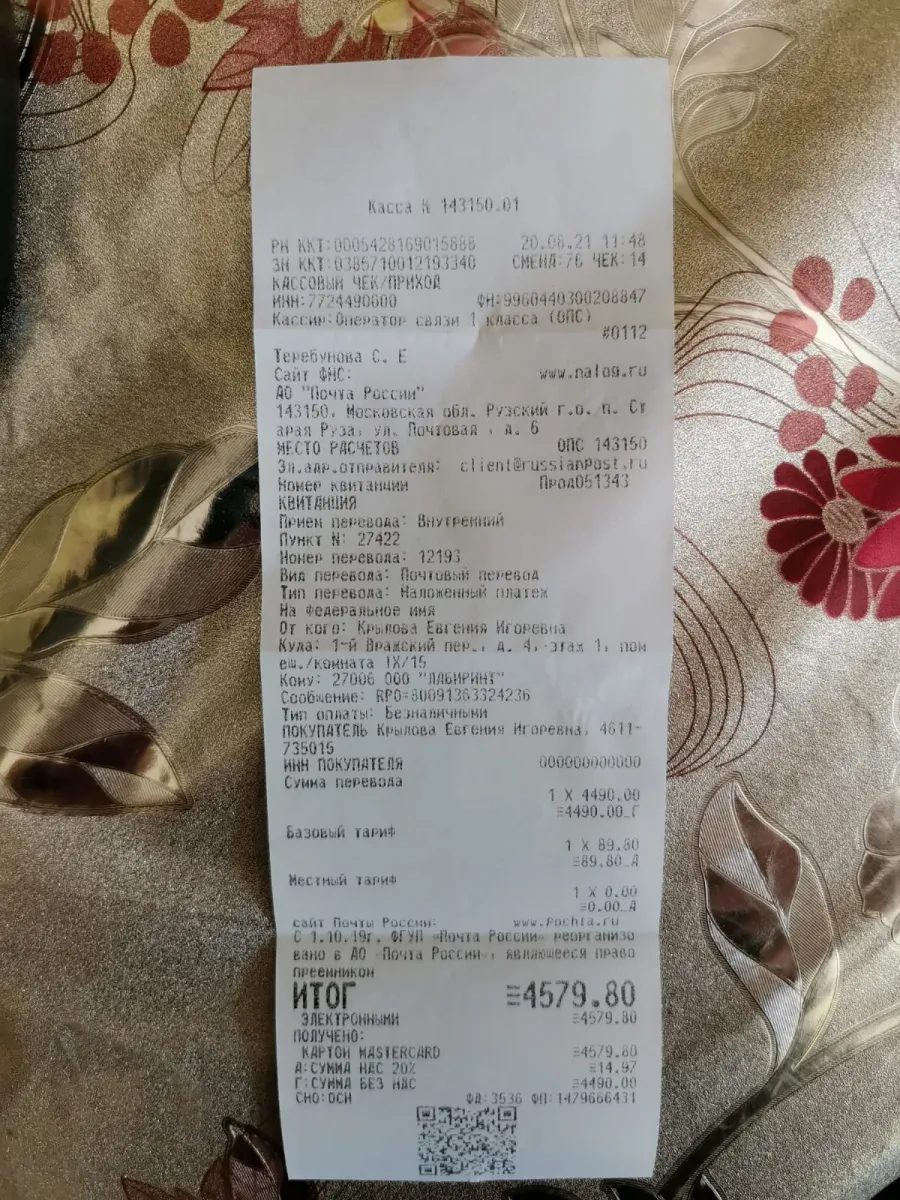 Касса № 143150.01
РН ККТ:0005428169015888 20.08.21 11:48
ЗН ККТ:0385710012193340 СМЕНА:76 ЧЕК:14
КАССОВЫЙ ЧЕК/ПРИХОД
ИНН:7724490000 ФН:9960440300208847
Кассир:Оператор связи 1 класса (ОПС)
#0112
Теребунова С. Е
Сайт ФНС: www.nalog.ru
АО "Почта России"
143150, Московская обл. Рузский г.о. п. Ст
арая Руза, ул. Почтовая , д. 6
МЕСТО РАСЧЕТОВ ОПС 143150
Эл.адр.отправителя: client@russianpost.ru
Номер квитанции Прод051343
КВИТАНЦИЯ
Прием перевода: Внутренний
Пункт N: 27422
Номер перевода: 12193
Вид перевода: Почтовый перевод
Тип перевода: Наложенный платеж
На Федеральное имя
От кого: Крылова Евгения Игоревна
Куда: 1-й Вражский пер., д. 4, этаж 1, пом
ещ./комната IX/15
Кому: 27006 ООО "ЛАБИРИНТ"
Сообщение: RPO=80091363324236
Тип оплаты: Безналичными
ПОКУПАТЕЛЬ Крылова Евгения Игоревна, 4611-
735015
ИНН ПОКУПАТЕЛЯ 000000000000
Сумма перевода
1 X 4490.00
≡4490.00_Г
Базовый тариф
1 X 89.80
≡89.80_А
Местный тариф
1 X 0.00
≡0.00_А
сайт Почты России: www.pochta.ru
С 1.10.19г. ФГУП «Почта России» реорганизо
вано в АО «Почта России», являющееся право
преемником
ИТОГ ≡4579.80
ЭЛЕКТРОННЫМИ ≡4579.80
ПОЛУЧЕНО:
КАРТОЙ MASTERCARD ≡4579.80
А:СУММА НДС 20% ≡14.97
Г:СУММА БЕЗ НДС ≡4490.00
СНО:ОСН ФД:3536 ФП:1479666431